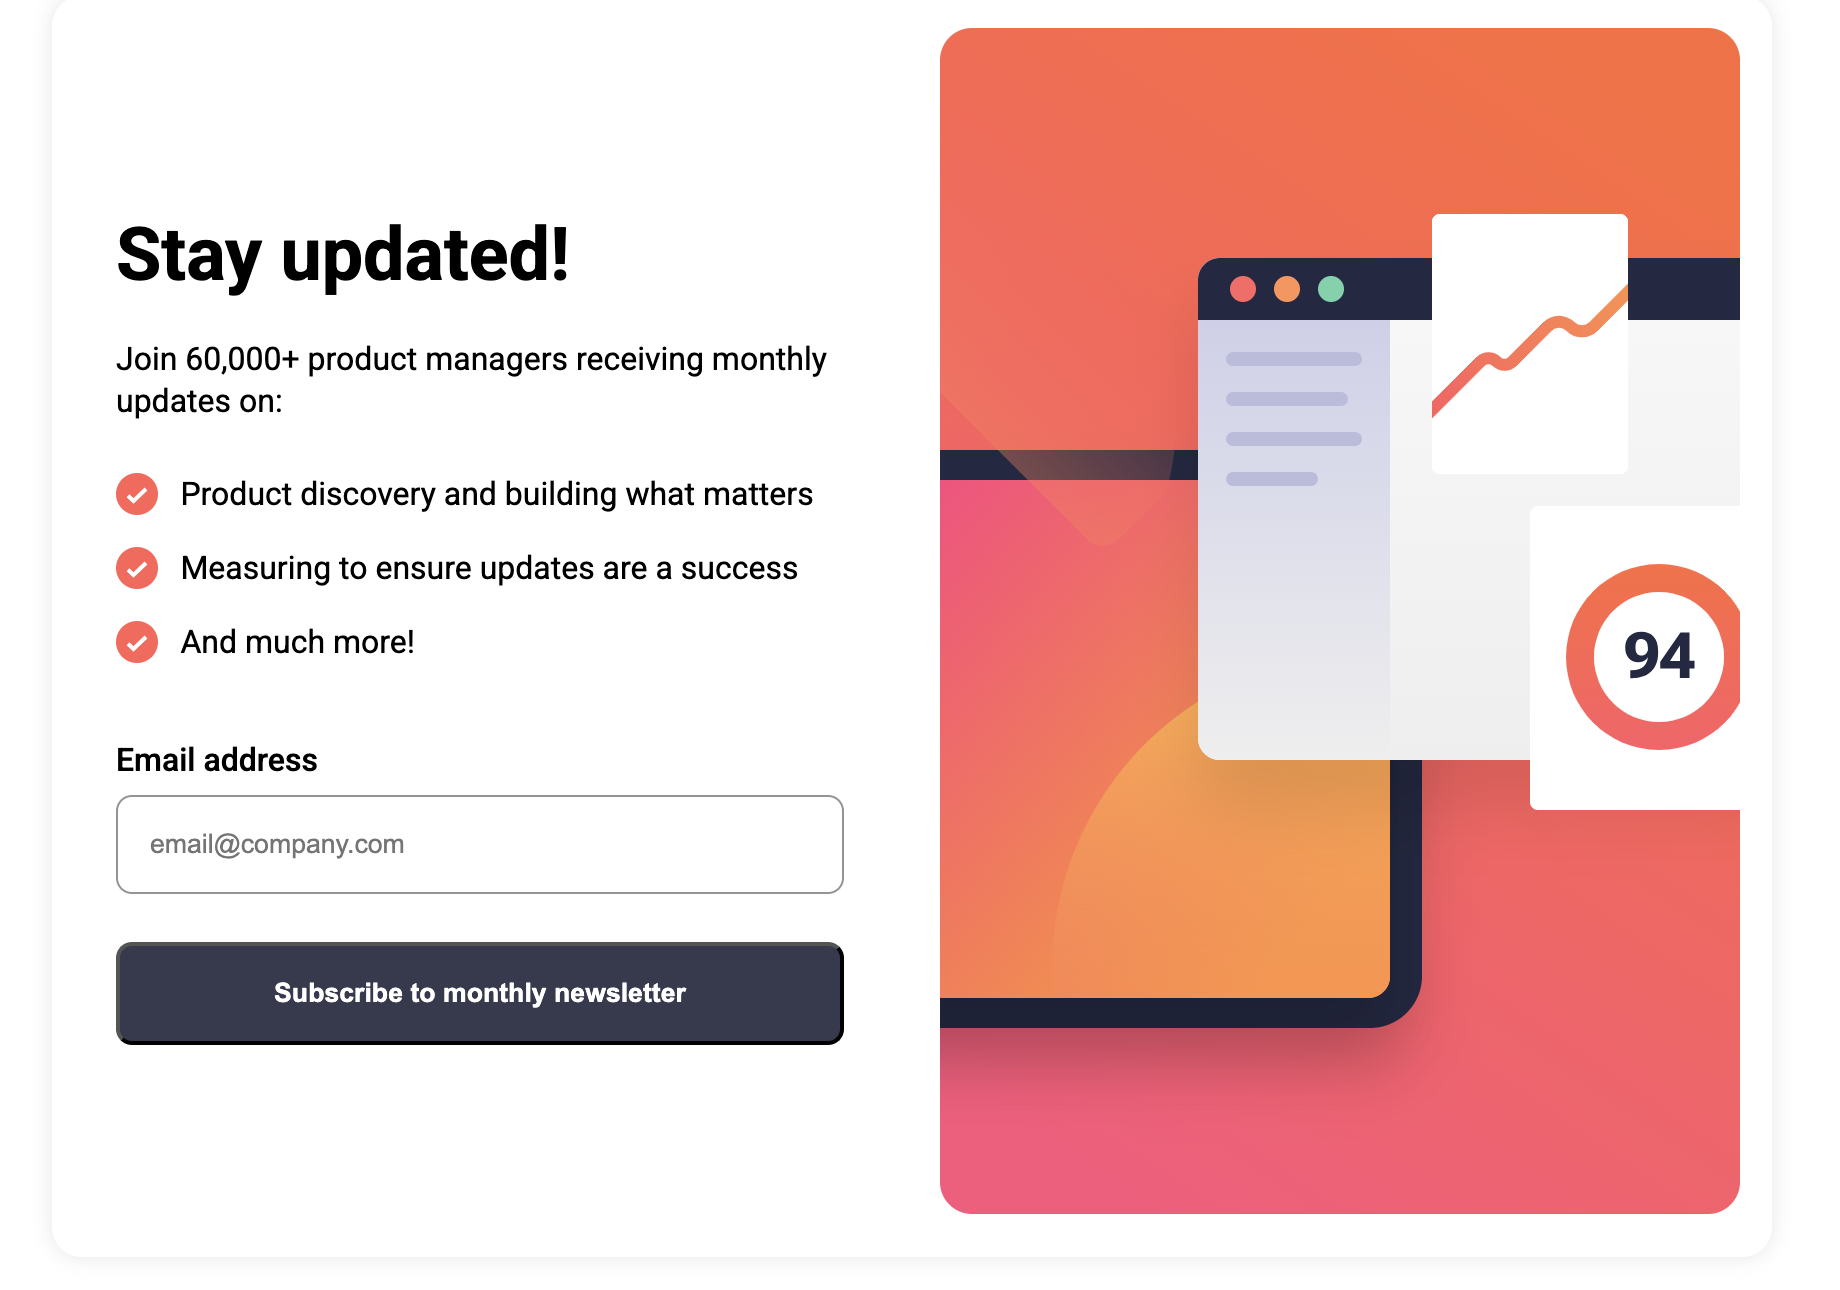 Stay updated!
Join 60,000+ product managers receiving monthly
updates on:
Product discovery and building what matters
Measuring to ensure updates are a success
And much more!
Email address
email@company.com
Subscribe to monthly newsletter
94